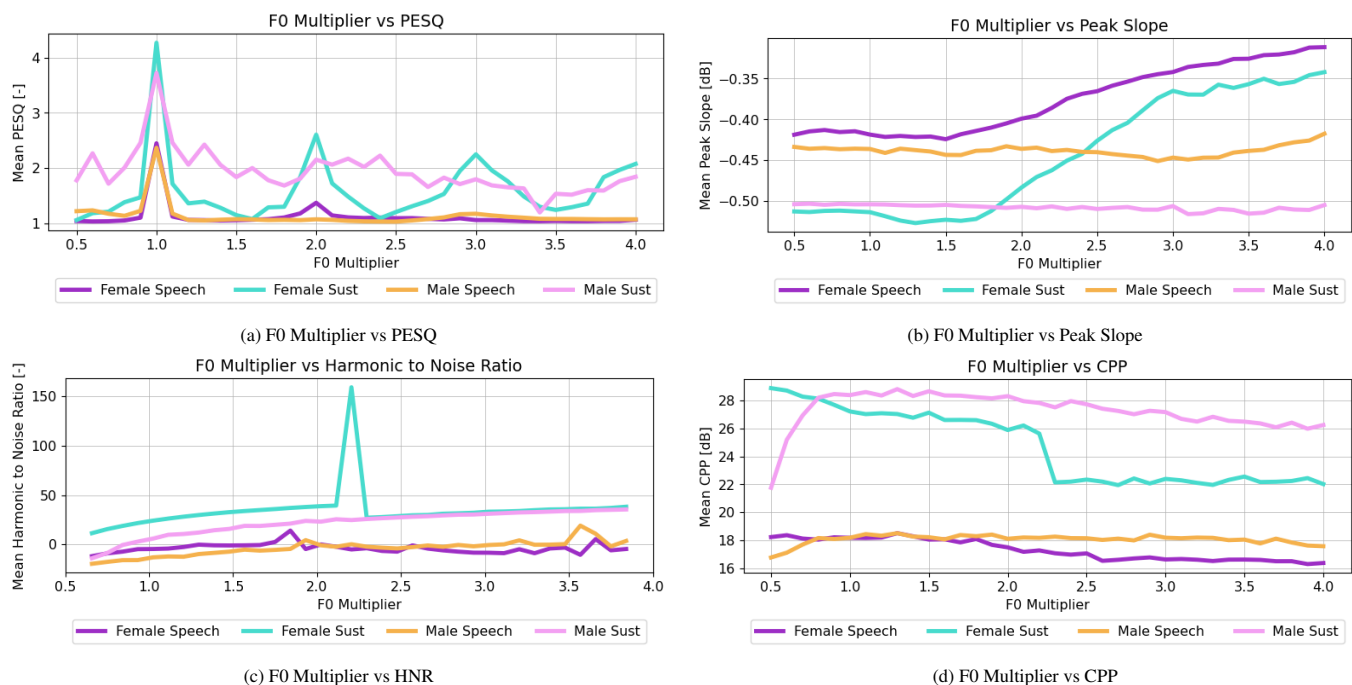 F0 Multiplier vs PESQ
Mean PESQ [-]
4
3
2
1
0.5 1.0 1.5 2.0 2.5 3.0 3.5 4.0
F0 Multiplier
Female Speech Female Sust Male Speech Male Sust
(a) F0 Multiplier vs PESQ
F0 Multiplier vs Peak Slope
Mean Peak Slope [dB]
−0.35
−0.40
−0.45
−0.50
0.5 1.0 1.5 2.0 2.5 3.0 3.5 4.0
F0 Multiplier
Female Speech Female Sust Male Speech Male Sust
(b) F0 Multiplier vs Peak Slope
F0 Multiplier vs Harmonic to Noise Ratio
Mean Harmonic to Noise Ratio [-]
150
100
50
0
1.0 1.5 2.0 2.5 3.0 3.5 4.0
F0 Multiplier
Female Speech Female Sust Male Speech Male Sust
(c) F0 Multiplier vs HNR
F0 Multiplier vs CPP
Mean CPP [dB]
28
26
24
22
20
18
16
0.5 1.0 1.5 2.0 2.5 3.0 3.5 4.0
F0 Multiplier
Female Speech Female Sust Male Speech Male Sust
(d) F0 Multiplier vs CPP